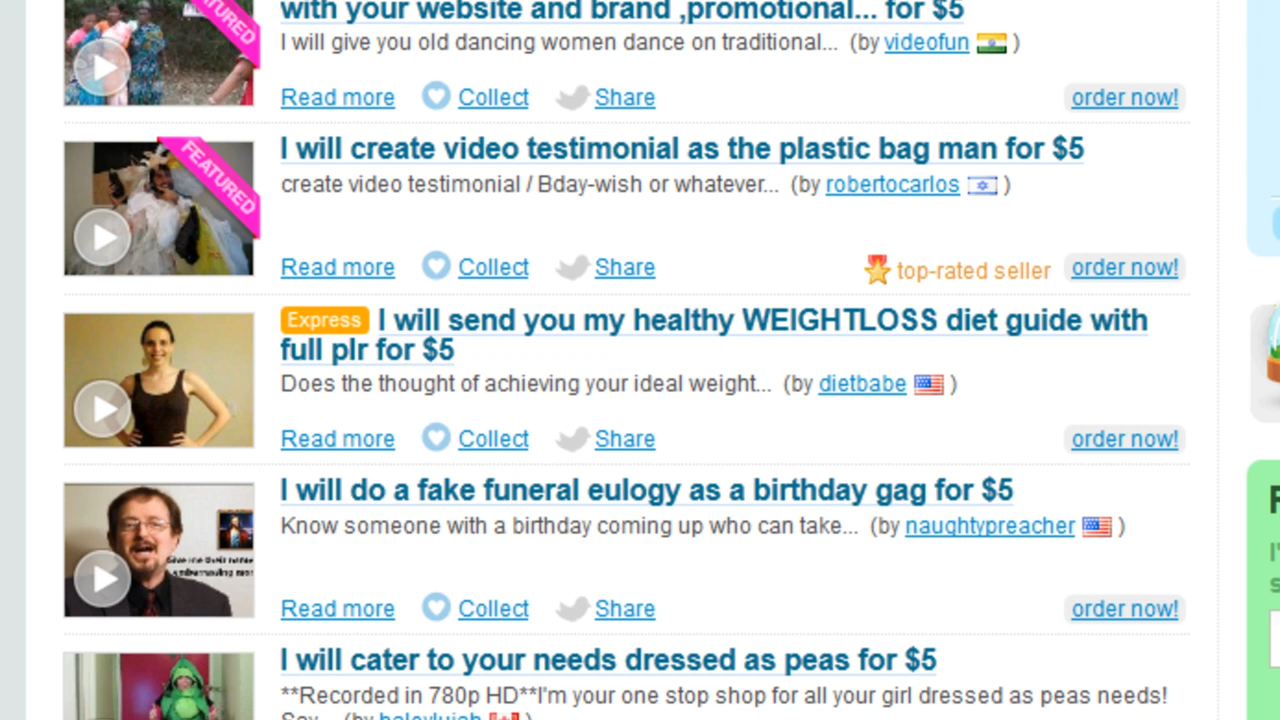 with your website and brand ,promotional... for $5
I will give you old dancing women dance on traditional... (by videofun )
Read more Collect Share order now!
FEATURED
I will create video testimonial as the plastic bag man for $5
create video testimonial / Bday-wish or whatever... (by robertocarlos )
Read more Collect Share top-rated seller order now!
Express I will send you my healthy WEIGHTLOSS diet guide with
full plr for $5
Does the thought of achieving your ideal weight... (by dietbabe )
Read more Collect Share order now!
I will do a fake funeral eulogy as a birthday gag for $5
Know someone with a birthday coming up who can take... (by naughtypreacher )
Give me their name
embarrassing
Read more Collect Share order now!
I will cater to your needs dressed as peas for $5
**Recorded in 780p HD**I'm your one stop shop for all your girl dressed as peas needs!